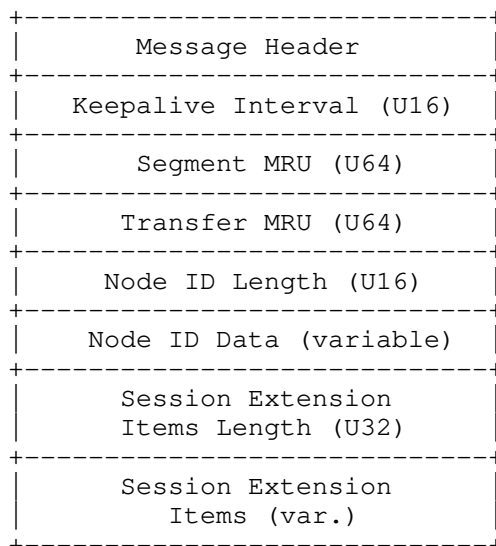 Message Header
Keepalive Interval (U16)
Segment MRU (U64)
Transfer MRU (U64)
Node ID Length (U16)
Node ID Data (variable)
Session Extension
Items Length (U32)
Session Extension
Items (var.)